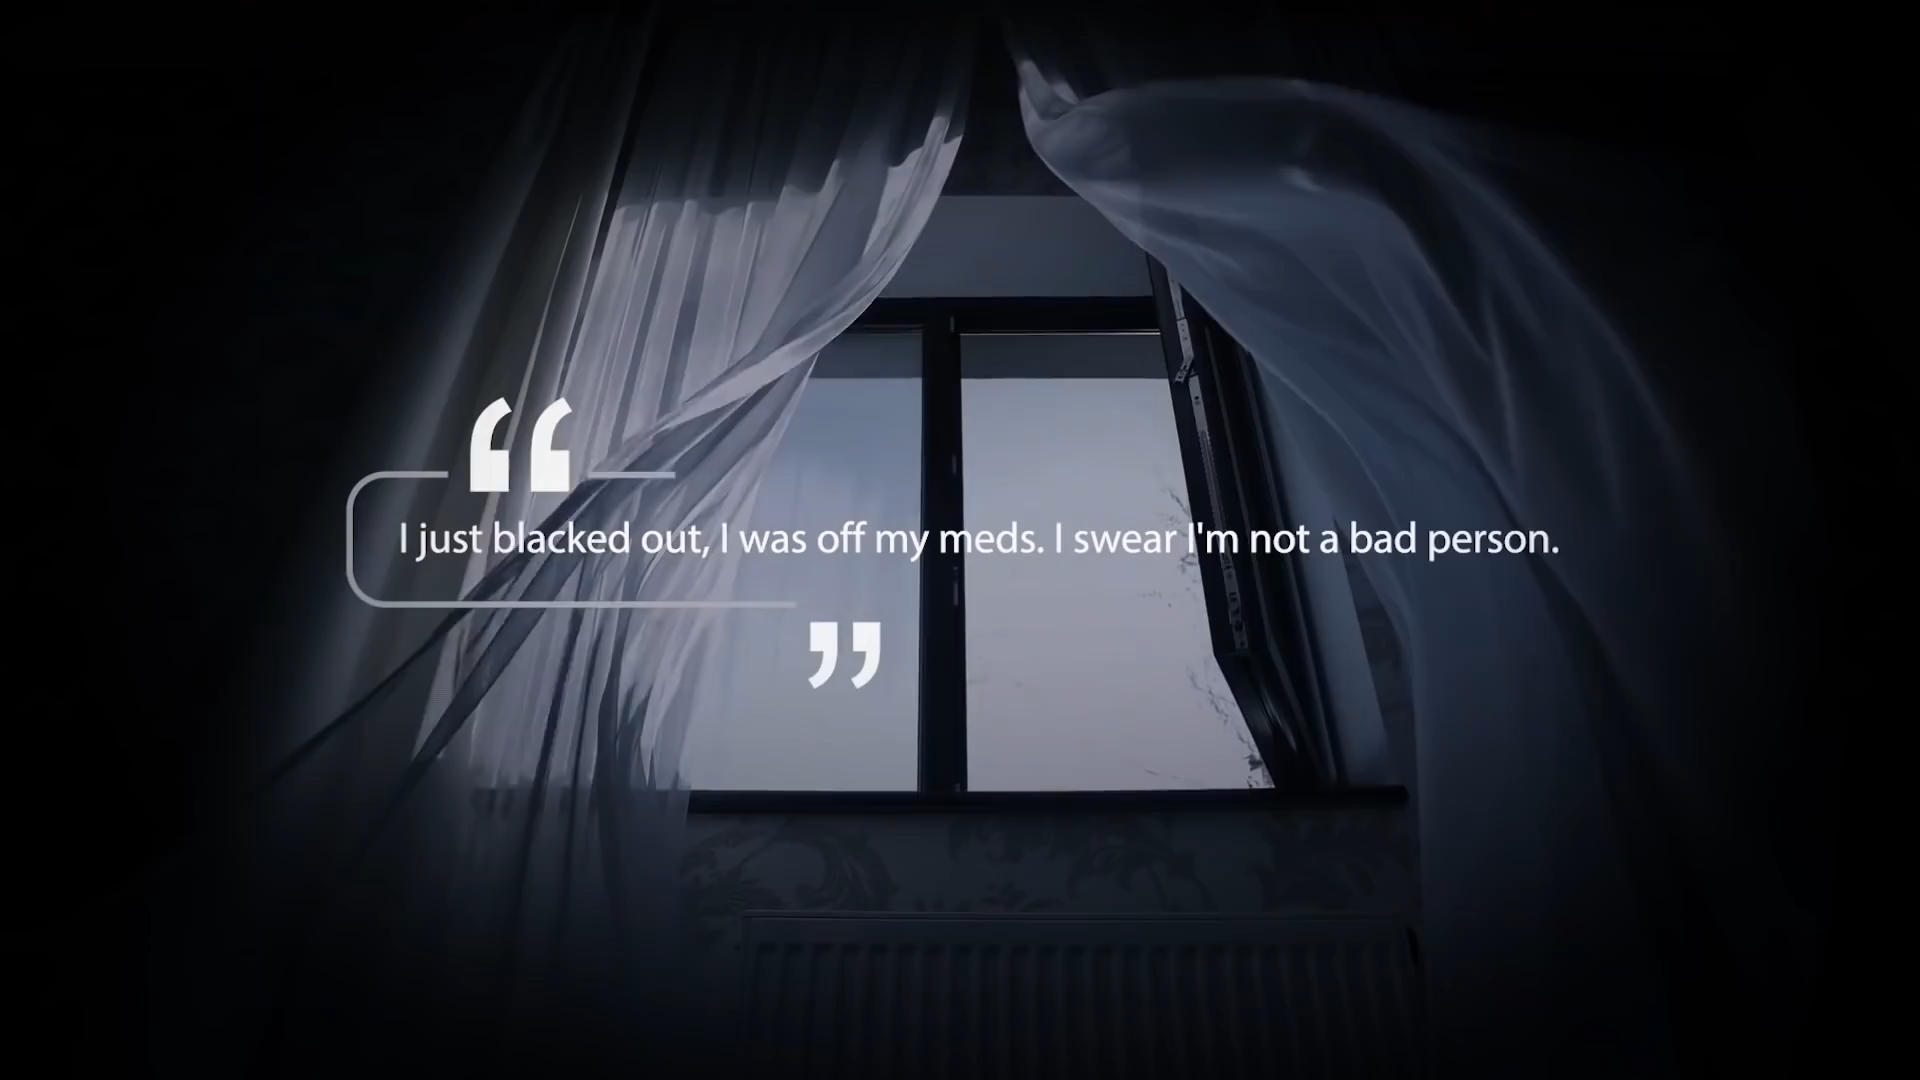 “
I just blacked out, I was off my meds. I swear I'm not a bad person.
”